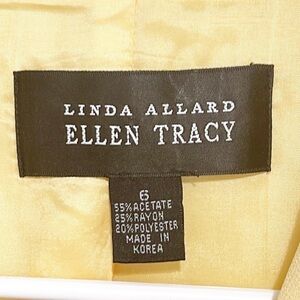 LINDA ALLARD
ELLEN TRACY
6
55% ACETATE
25% RAYON
20% POLYESTER
MADE IN
KOREA